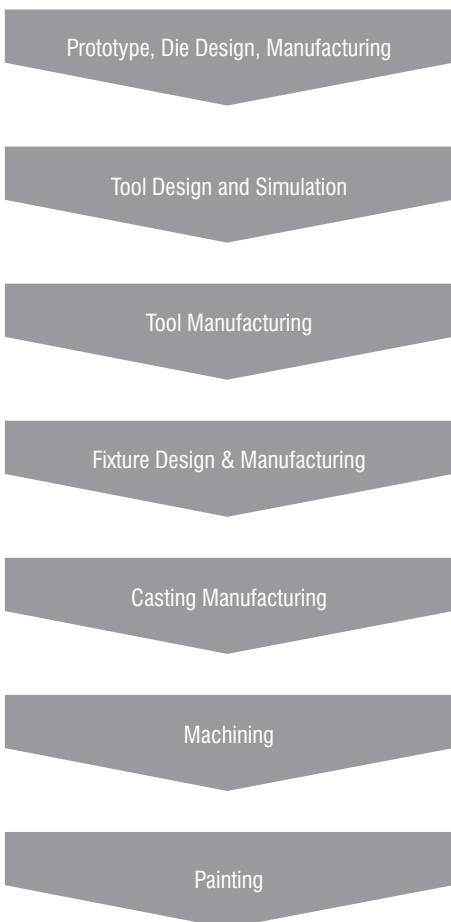 Prototype, Die Design, Manufacturing
Tool Design and Simulation
Tool Manufacturing
Fixture Design & Manufacturing
Casting Manufacturing
Machining
Painting